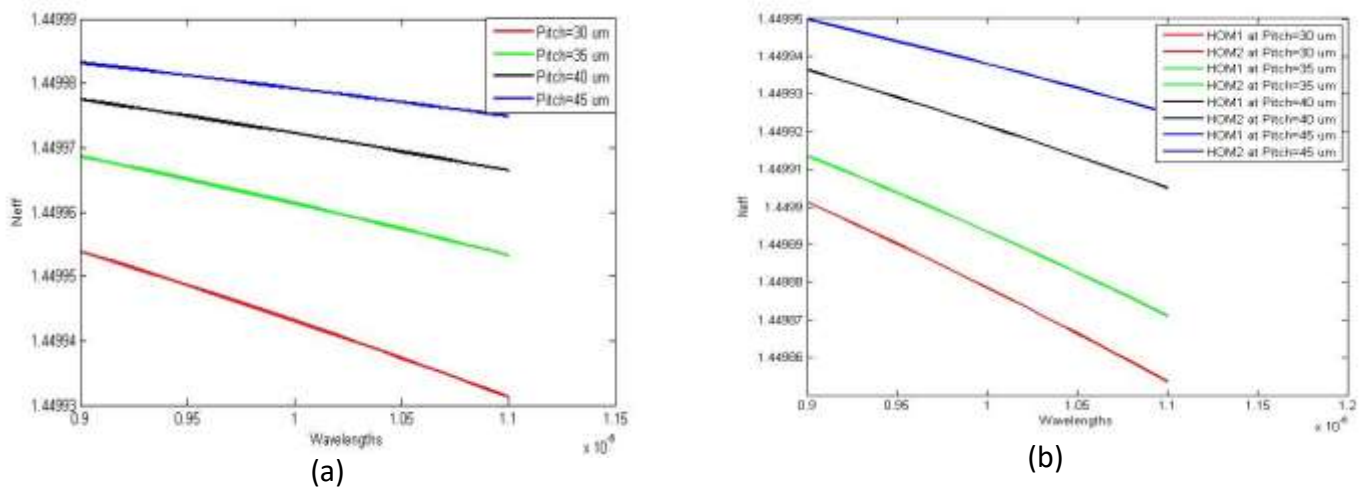 1.44999
1.44998
1.44997
1.44996
1.44995
1.44994
1.44993
Neff
0.9
0.95
1
1.05
1.1
1.15
Wavelengths
x 10⁻⁶
Pitch=30 um
Pitch=35 um
Pitch=40 um
Pitch=45 um
(a)
1.44995
1.44994
1.44993
1.44992
1.44991
1.4499
1.44989
1.44988
1.44987
1.44986
Neff
0.9
0.95
1
1.05
1.1
1.15
1.2
Wavelengths
x 10⁻⁶
HOM1 at Pitch=30 um
HOM2 at Pitch=30 um
HOM1 at Pitch=35 um
HOM2 at Pitch=35 um
HOM1 at Pitch=40 um
HOM2 at Pitch=40 um
HOM1 at Pitch=45 um
HOM2 at Pitch=45 um
(b)